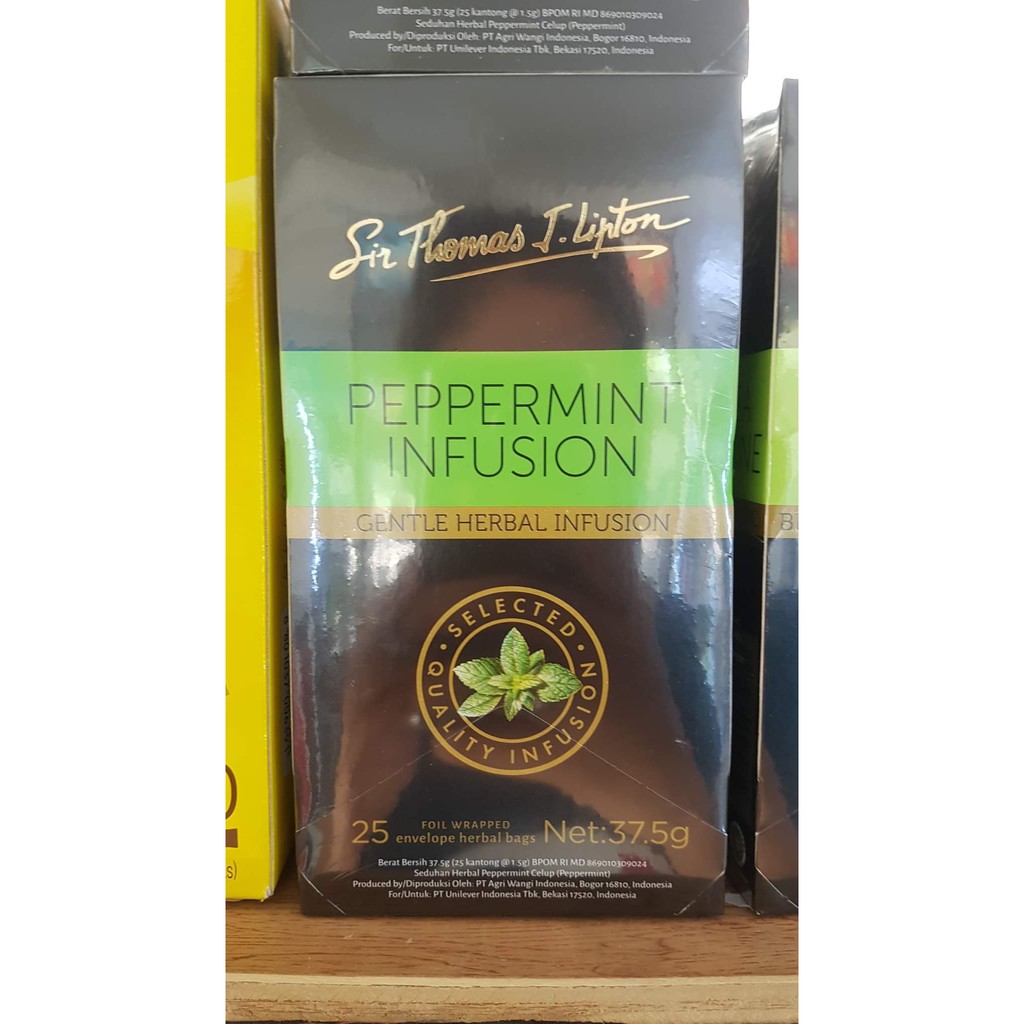 Berat Bersih 37.5g (25 kantong @ 1.5g) BPOM RI MD 869010309024
Seduhan Herbal Peppermint Celup (Peppermint)
Produced by/Diproduksi Oleh: PT Agri Wangi Indonesia, Bogor 16810, Indonesia
For/Untuk: PT Unilever Indonesia Tbk, Bekasi 17520, Indonesia
Sir Thomas J. Lipton
PEPPERMINT
INFUSION
GENTLE HERBAL INFUSION
• SELECTED •
QUALITY INFUSION
25 FOIL WRAPPED
envelope herbal bags Net:37.5g
Berat Bersih 37.5g (25 kantong @ 1.5g) BPOM RI MD 869010309024
Seduhan Herbal Peppermint Celup (Peppermint)
Produced by/Diproduksi Oleh: PT Agri Wangi Indonesia, Bogor 16810, Indonesia
For/Untuk: PT Unilever Indonesia Tbk, Bekasi 17520, Indonesia